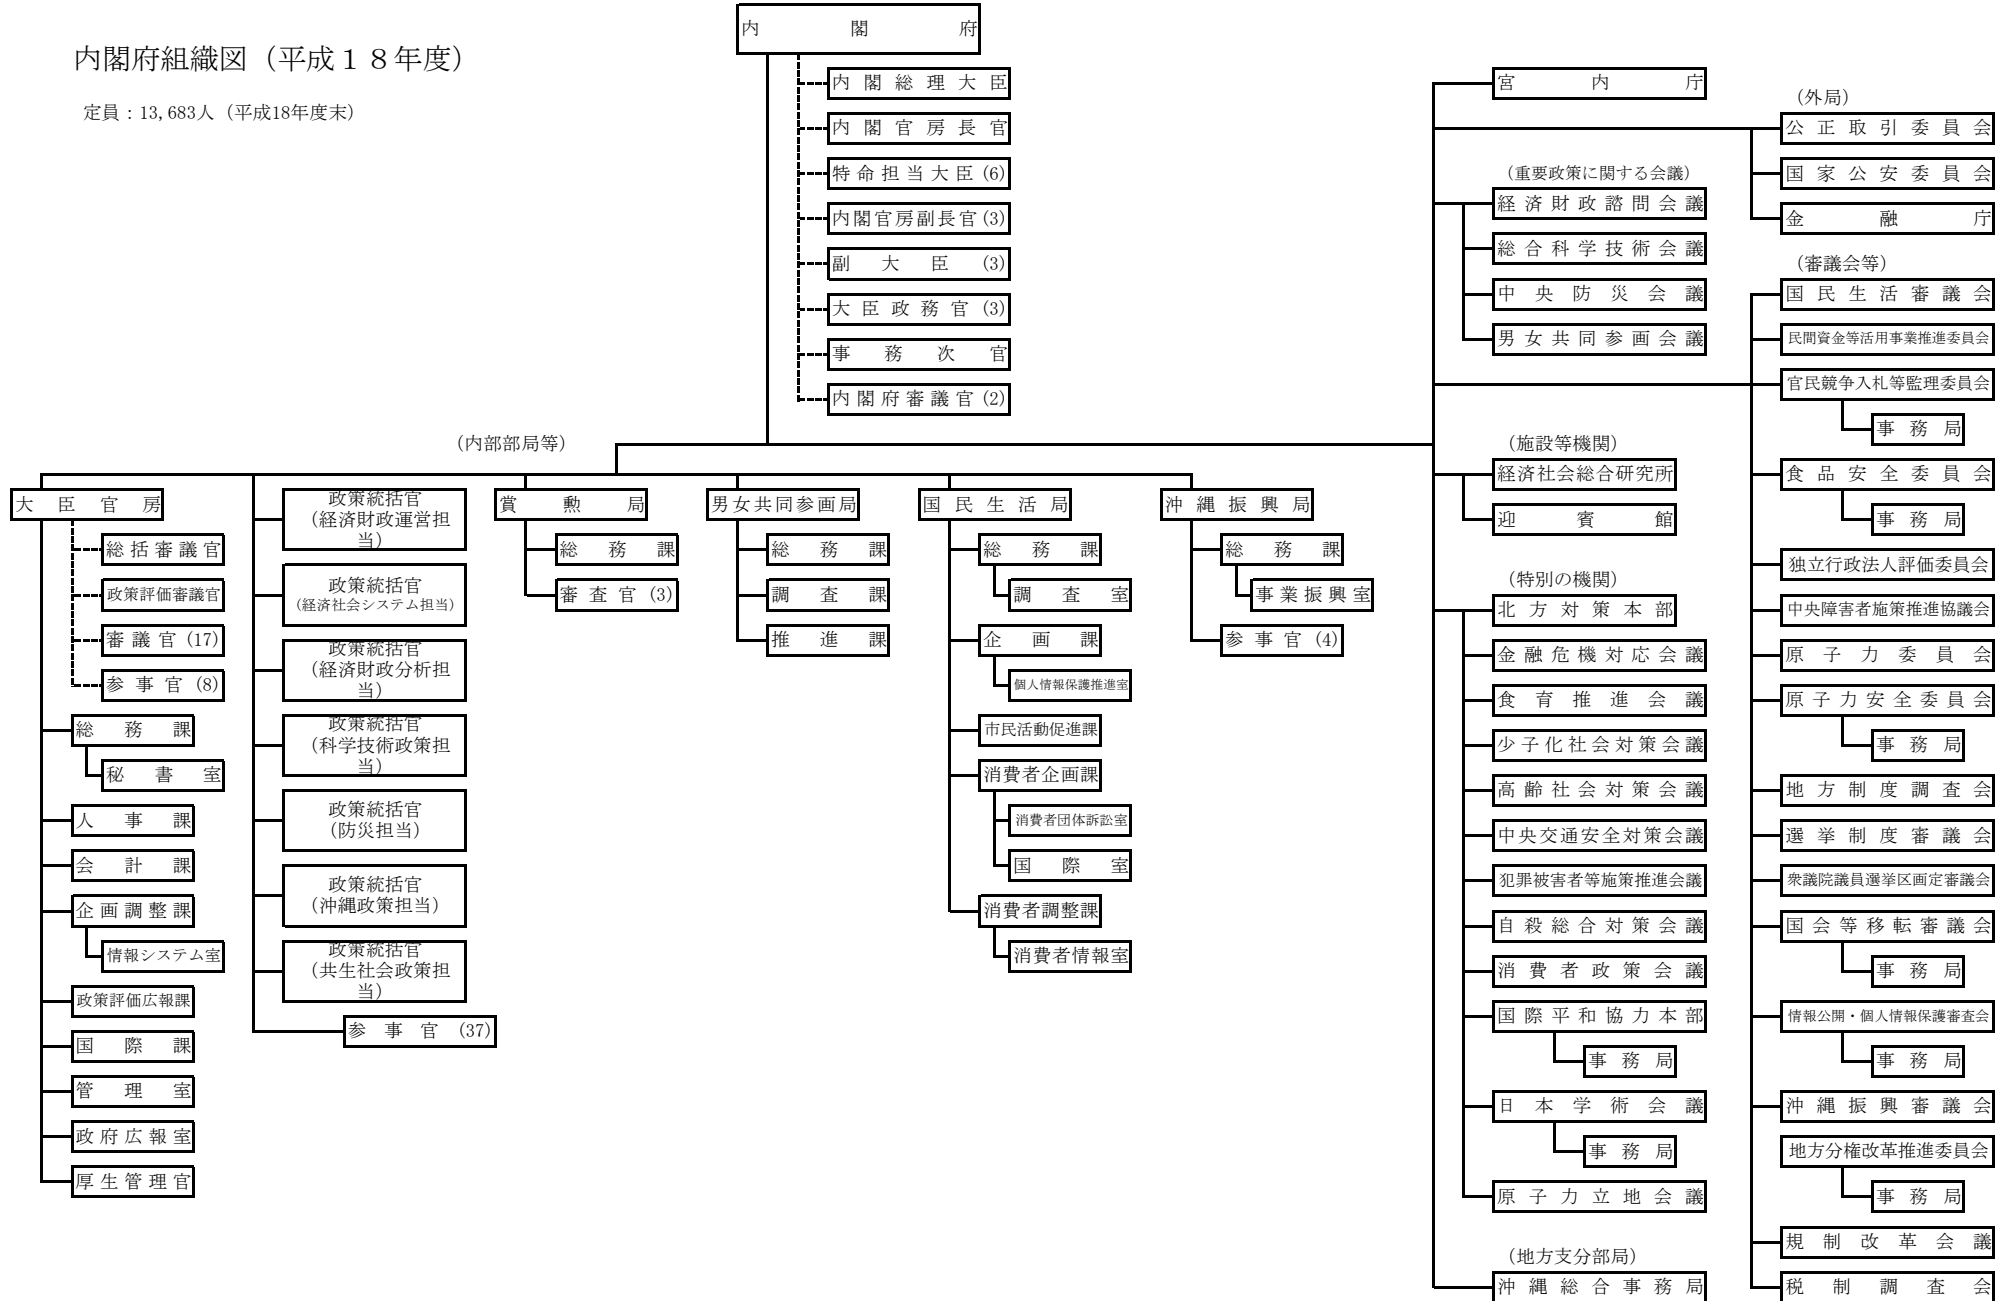 内閣府組織図（平成１８年度）
定員：13,683人（平成18年度末）
内閣府
内閣総理大臣
内閣官房長官
特命担当大臣(6)
内閣官房副長官(3)
副大臣(3)
大臣政務官(3)
事務次官
内閣府審議官(2)
（内部部局等）
大臣官房
総括審議官
政策評価審議官
審議官(17)
参事官(8)
総務課
秘書室
人事課
会計課
企画調整課
情報システム室
政策評価広報課
国際課
管理室
政府広報室
厚生管理官
政策統括官
（経済財政運営担
当）
政策統括官
（経済社会システム担当）
政策統括官
（経済財政分析担
当）
政策統括官
（科学技術政策担
当）
政策統括官
（防災担当）
政策統括官
（沖縄政策担当）
政策統括官
（共生社会政策担
当）
参事官(37)
賞勲局
総務課
審査官(3)
男女共同参画局
総務課
調査課
推進課
国民生活局
総務課
調査室
企画課
個人情報保護推進室
市民活動促進課
消費者企画課
消費者団体訴訟室
国際室
消費者調整課
消費者情報室
沖縄振興局
総務課
事業振興室
参事官(4)
宮内庁
（重要政策に関する会議）
経済財政諮問会議
総合科学技術会議
中央防災会議
男女共同参画会議
（施設等機関）
経済社会総合研究所
迎賓館
（特別の機関）
北方対策本部
金融危機対応会議
食育推進会議
少子化社会対策会議
高齢社会対策会議
中央交通安全対策会議
犯罪被害者等施策推進会議
自殺総合対策会議
消費者政策会議
国際平和協力本部
事務局
日本学術会議
事務局
原子力立地会議
（地方支分部局）
沖縄総合事務局
（外局）
公正取引委員会
国家公安委員会
金融庁
（審議会等）
国民生活審議会
民間資金等活用事業推進委員会
官民競争入札等監理委員会
事務局
食品安全委員会
事務局
独立行政法人評価委員会
中央障害者施策推進協議会
原子力委員会
原子力安全委員会
事務局
地方制度調査会
選挙制度審議会
衆議院議員選挙区画定審議会
国会等移転審議会
事務局
情報公開・個人情報保護審査会
事務局
沖縄振興審議会
地方分権改革推進委員会
事務局
規制改革会議
税制調査会